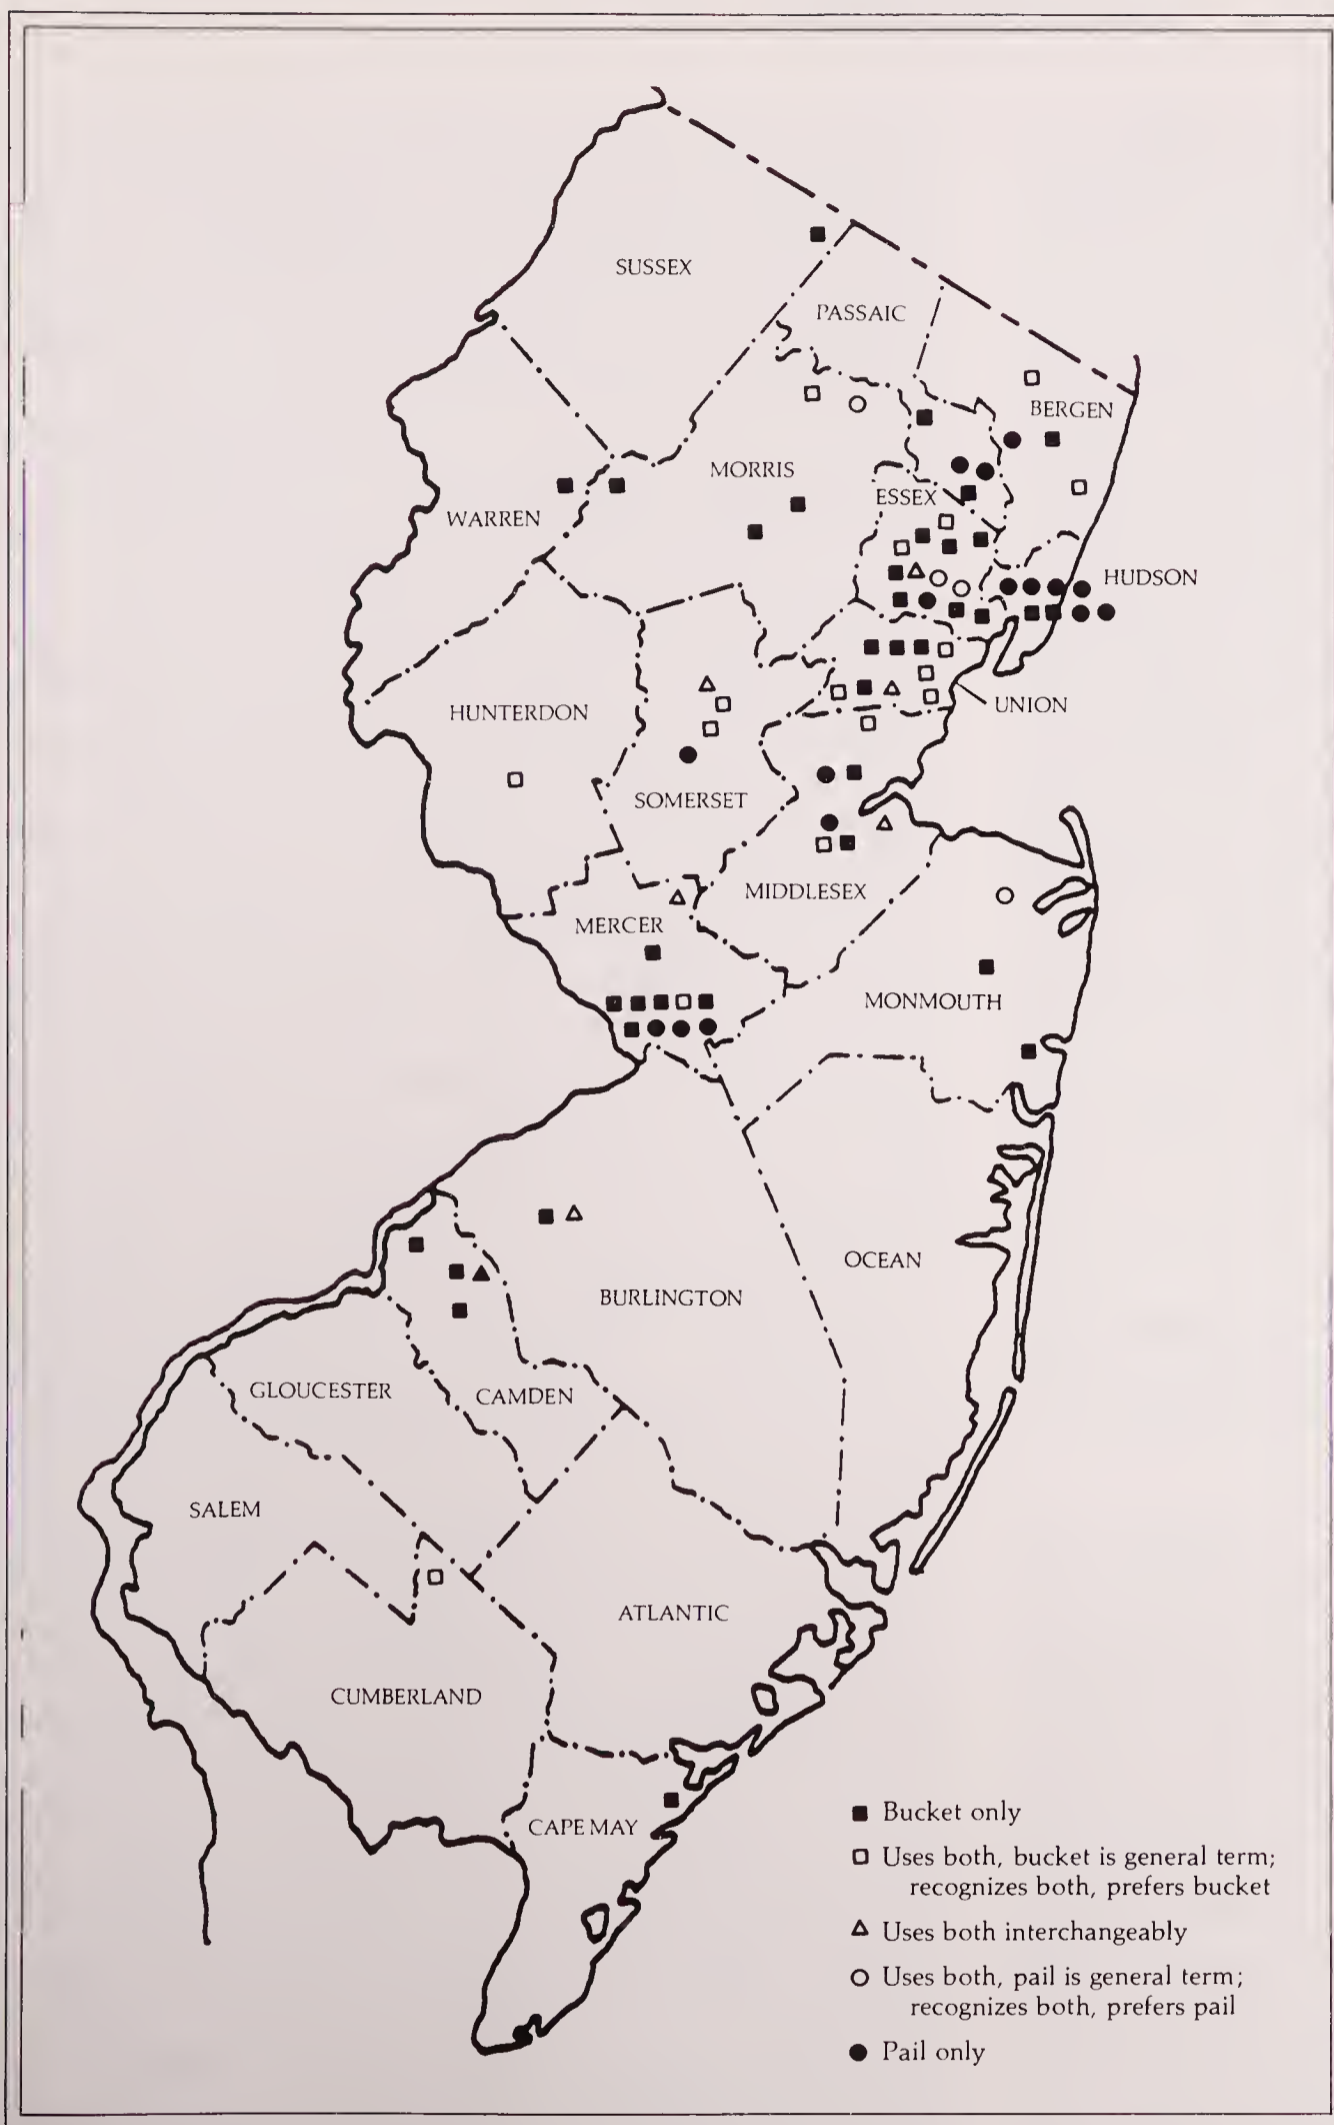 SUSSEX
PASSAIC
BERGEN
MORRIS
ESSEX
WARREN
HUDSON
HUNTERDON
UNION
SOMERSET
MIDDLESEX
MERCER
MONMOUTH
OCEAN
BURLINGTON
GLOUCESTER
CAMDEN
SALEM
ATLANTIC
CUMBERLAND
CAPE MAY
Bucket only
Uses both, bucket is general term;
recognizes both, prefers bucket
Uses both interchangeably
Uses both, pail is general term;
recognizes both, prefers pail
Pail only